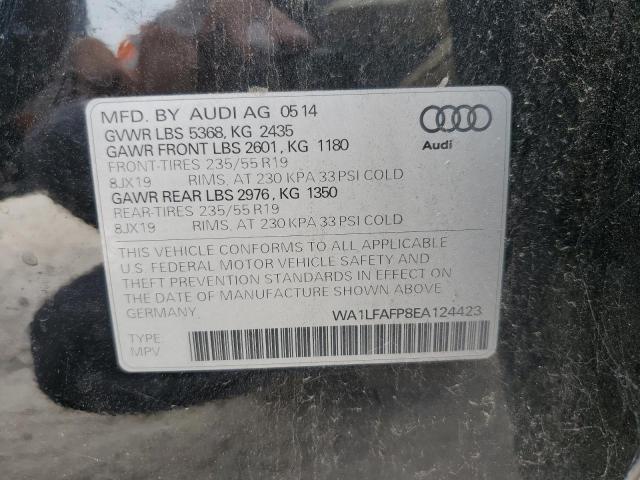 MFD. BY AUDI AG 05 14
GVWR LBS 5368, KG 2435
GAWR FRONT LBS 2601, KG 1180
FRONT-TIRES 235/55 R19
8JX19 RIMS, AT 230 KPA 33 PSI COLD
GAWR REAR LBS 2976, KG 1350
REAR-TIRES 235/55 R19
8JX19 RIMS, AT 230 KPA 33 PSI COLD
Audi
THIS VEHICLE CONFORMS TO ALL APPLICABLE
U.S. FEDERAL MOTOR VEHICLE SAFETY AND
THEFT PREVENTION STANDARDS IN EFFECT ON
THE DATE OF MANUFACTURE SHOWN ABOVE.
GERMANY.
WA1LFAFP8EA124423
TYPE:
MPV